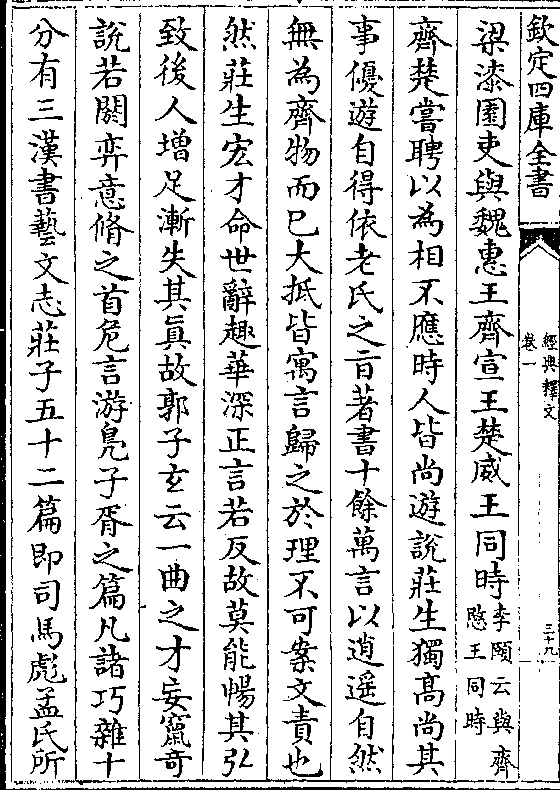 欽定四庫全書
經典釋文
卷一
三十九
梁漆園吏與魏惠王齊宣王楚威王同時李頤云與齊愍王同時
齊楚嘗聘以為相不應時人皆尚遊說莊生獨髙尚其
事優遊自得依老氏之㫖著書十餘萬言以逍遥自然
無為齊物而已大抵皆寓言歸之於理不可案文責也
然莊生宏才命世辭趣華深正言若反故莫能暢其弘
致後人増足漸失其真故郭子玄云一曲之才妄竄竒
說若閼弈意脩之首危言游鳬子胥之篇凡諸巧雜十
分有三漢書藝文志莊子五十二篇即司馬彪孟氏所